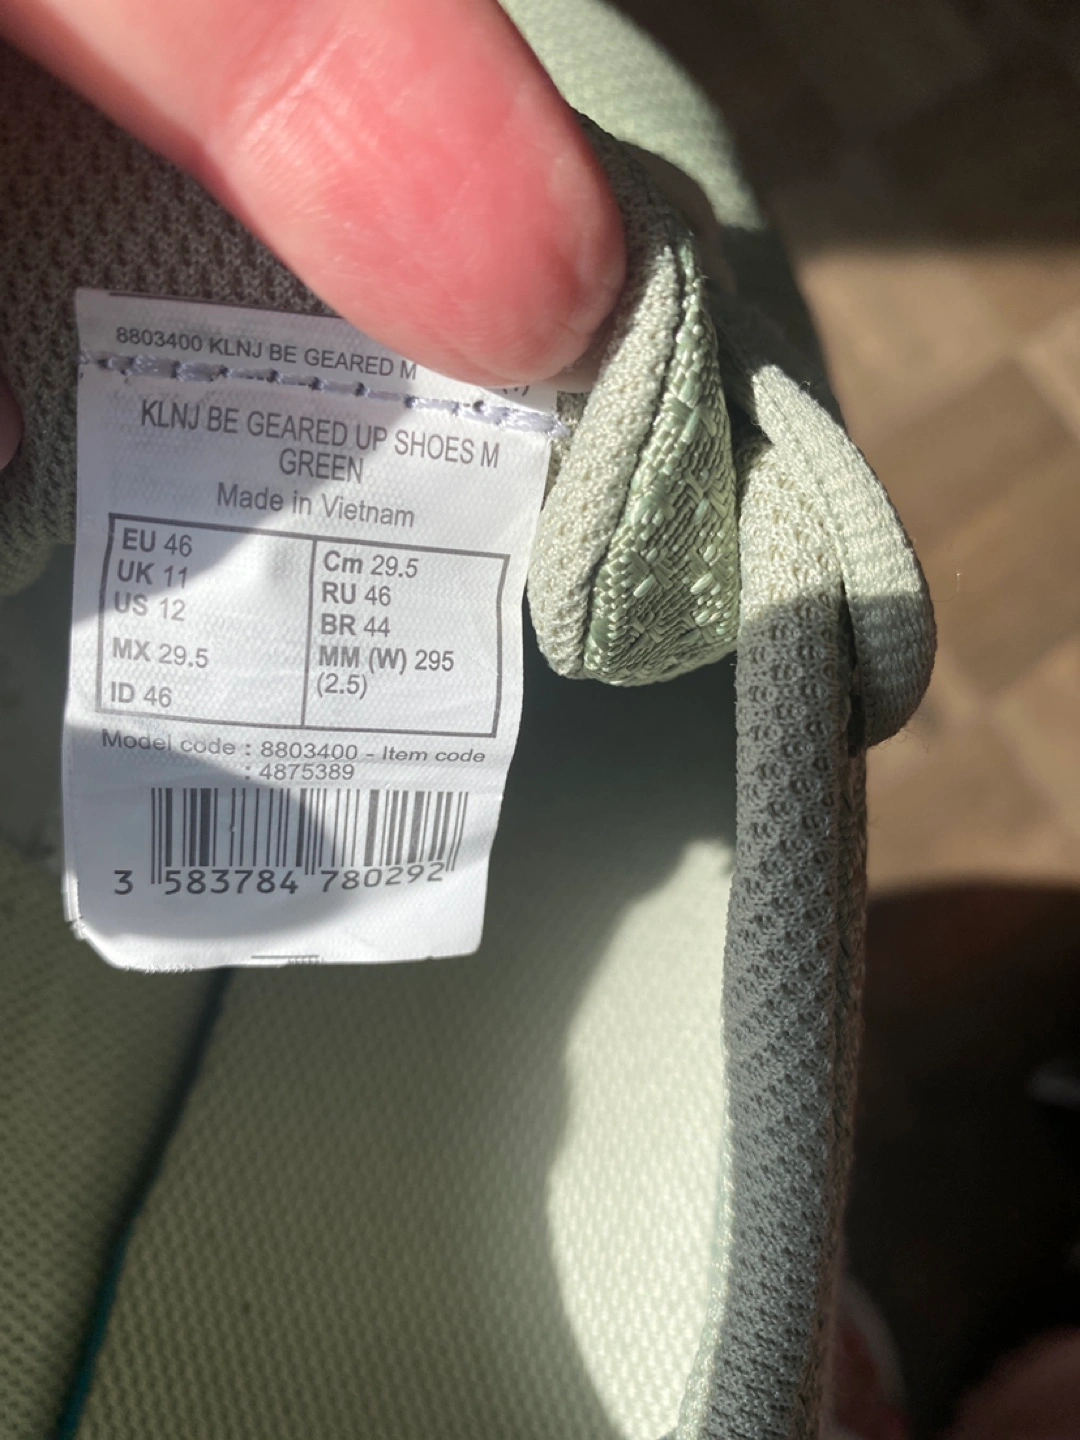 8803400 KLNJ BE GEARED M
KLNJ BE GEARED UP SHOES M
GREEN
Made in Vietnam
EU 46
UK 11
US 12
MX 29.5
ID 46
Cm 29.5
RU 46
BR 44
MM (W) 295
(2.5)
Model code : 8803400 - Item code
: 4875389
3 583784 780292